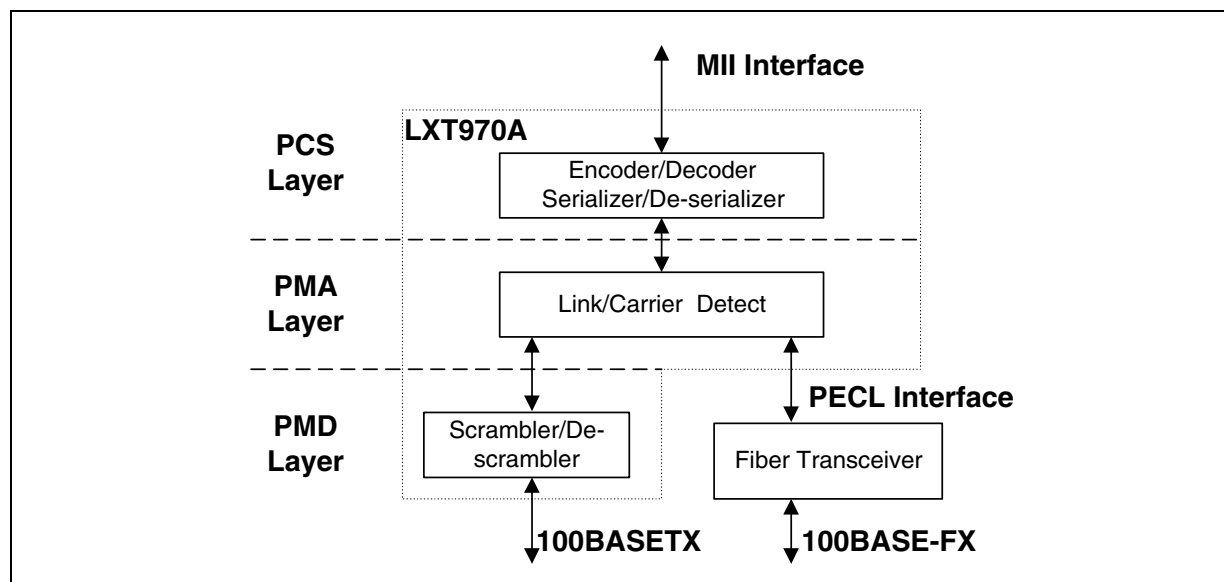 MII Interface
LXT970A
PCS
Layer
Encoder/Decoder
Serializer/De-serializer
PMA
Layer
Link/Carrier Detect
PECL Interface
PMD
Layer
Scrambler/De-
scrambler
Fiber Transceiver
100BASETX
100BASE-FX